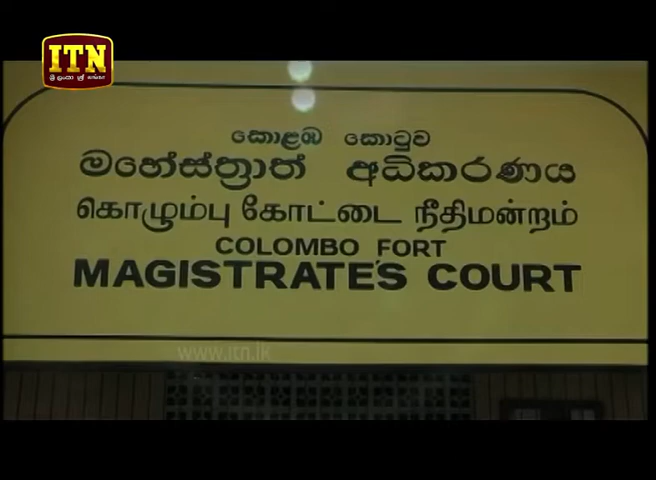 ITN
කොළඹ කොටුව
මහේස්ත්‍රාත් අධිකරණය
கொழும்பு கோட்டை நீதிமன்றம்
COLOMBO FORT
MAGISTRATE'S COURT
www.itn.lk